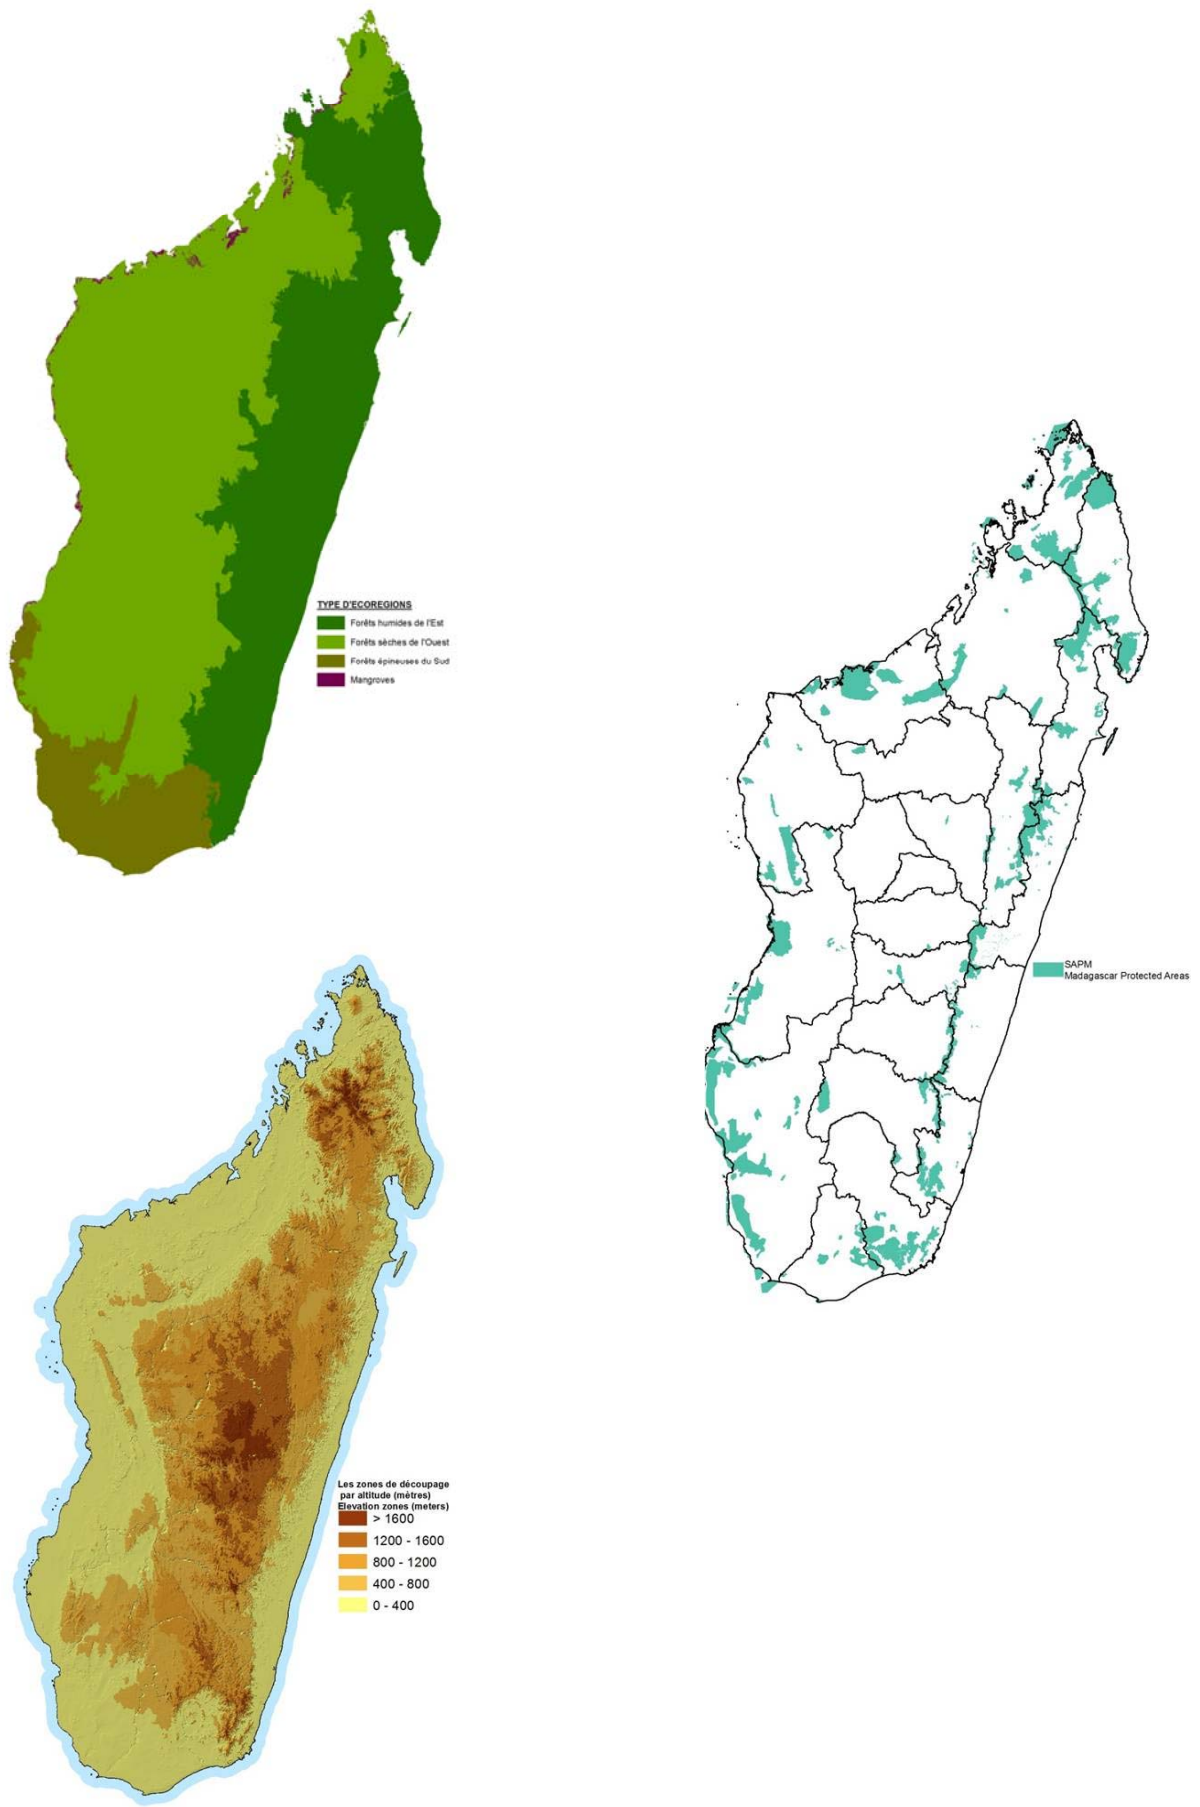 TYPE D'ECOREGIONS
Forêts humides de l'Est
Forêts sèches de l'Ouest
Forêts épineuses du Sud
Mangroves
SAPM
Madagascar Protected Areas
Les zones de découpage
par altitude (mètres)
Elevation zones (meters)
> 1600
1200 - 1600
800 - 1200
400 - 800
0 - 400